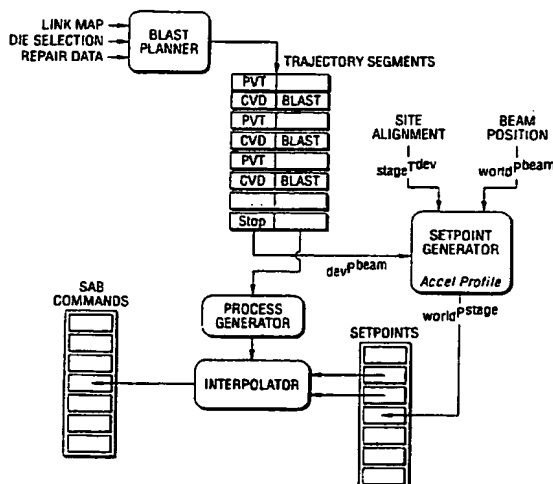 LINK MAP
DIE SELECTION
REPAIR DATA
BLAST
PLANNER
TRAJECTORY SEGMENTS
PVT
CVD BLAST
PVT
CVD BLAST
PVT
CVD BLAST
Stop
SITE
ALIGNMENT
BEAM
POSITION
stageTdev
worldPbeam
SETPOINT
GENERATOR
Accel Profile
devPbeam
worldPstage
SAB
COMMANDS
PROCESS
GENERATOR
SETPOINTS
INTERPOLATOR